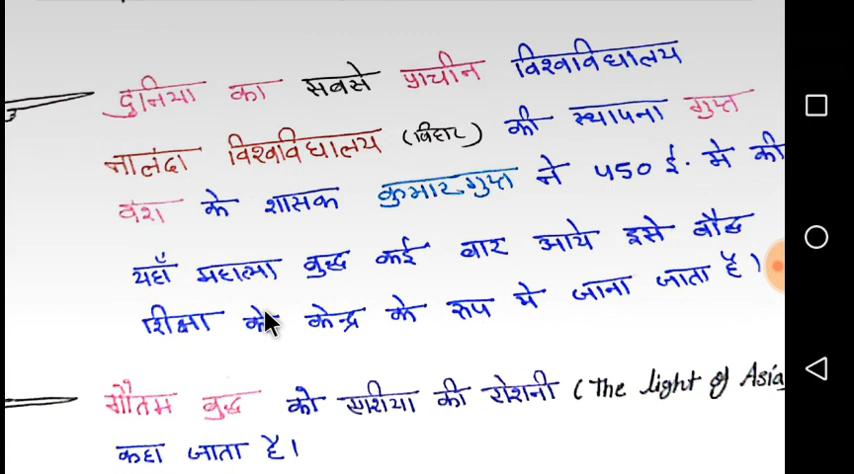 दुनिया का सबसे प्राचीन विश्वविद्यालय
नालंदा विश्वविद्यालय (बिहार) की स्थापना गुप्त
वंश के शासक कुमारगुप्त ने 450 ई. मे की
यहाँ महात्मा बुद्ध कई बार आये इसे बौद्ध
शिक्षा के केन्द्र के रूप मे जाना जाता है।
गौतम बुद्ध को एशीया की रोशनी (The light of Asia
कहा जाता है।